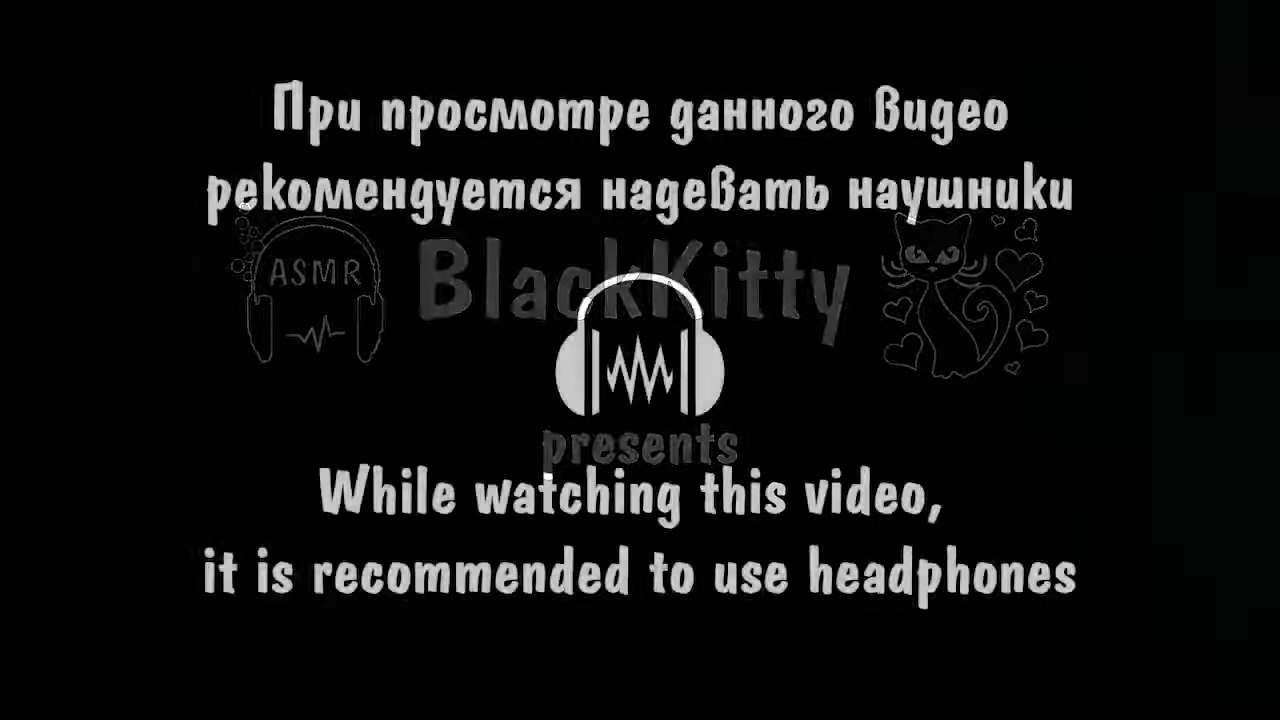 При просмотре данного видео
рекомендуется надевать наушники
ASMR
BlackKitty
presents
While watching this video,
it is recommended to use headphones